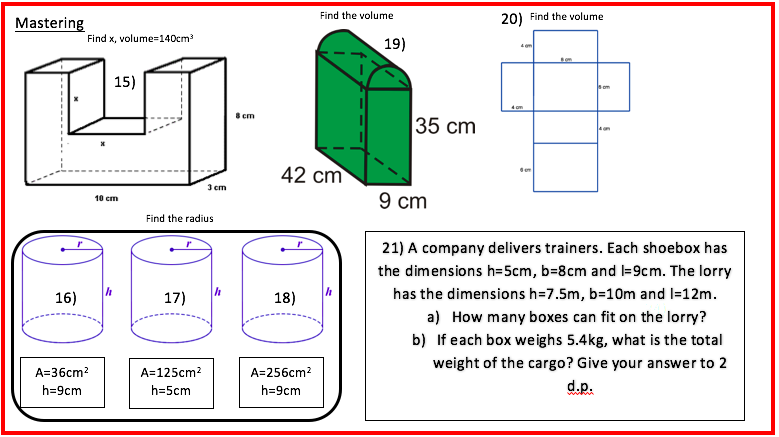 Mastering
Find x, volume=140cm³
15)
x
x
8 cm
3 cm
10 cm
Find the volume
19)
35 cm
42 cm
9 cm
20) Find the volume
4 cm
8 cm
6 cm
4 cm
4 cm
6 cm
Find the radius
r
h
16)
A=36cm²
h=9cm
r
h
17)
A=125cm²
h=5cm
r
h
18)
A=256cm²
h=9cm
21) A company delivers trainers. Each shoebox has
the dimensions h=5cm, b=8cm and l=9cm. The lorry
has the dimensions h=7.5m, b=10m and l=12m.
a) How many boxes can fit on the lorry?
b) If each box weighs 5.4kg, what is the total
weight of the cargo? Give your answer to 2
d.p.